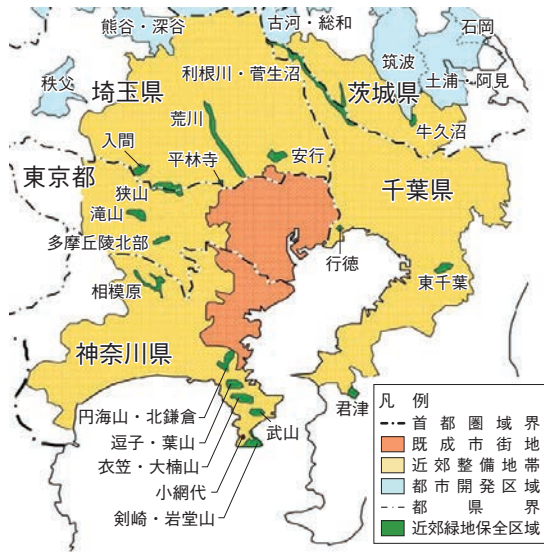 熊谷・深谷
古河・総和
石岡
筑波
秩父
利根川・菅生沼
茨城県
土浦・阿見
埼玉県
荒川
牛久沼
入間
平林寺
安行
東京都
千葉県
狭山
滝山
多摩丘陵北部
行徳
東千葉
相模原
神奈川県
君津
円海山・北鎌倉
逗子・葉山
武山
衣笠・大楠山
小網代
剣崎・岩堂山
凡例
首都圏域界
既成市街地
近郊整備地帯
都市開発区域
都県界
近郊緑地保全区域